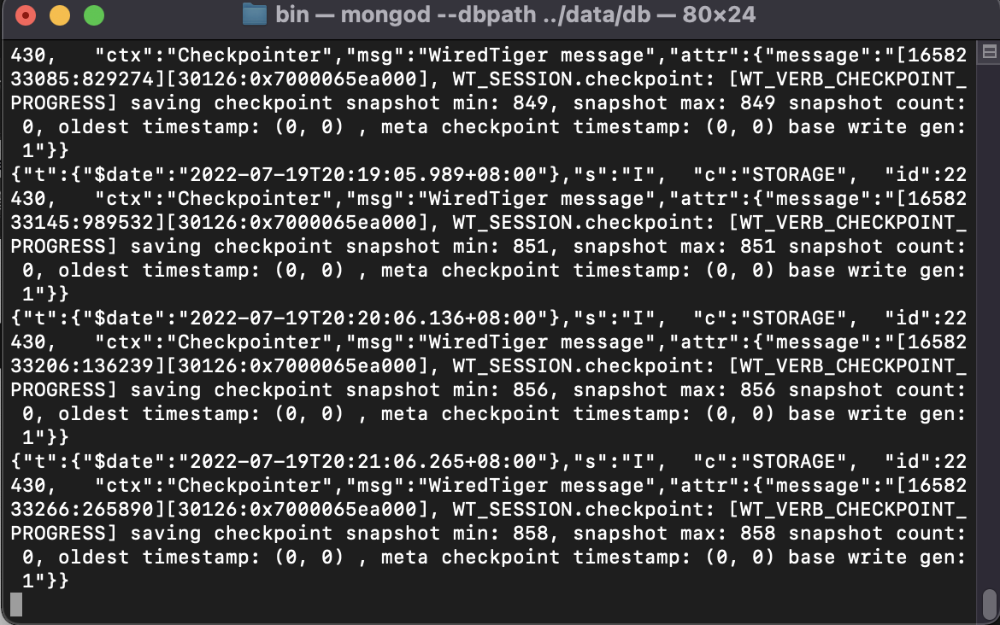 bin — mongod --dbpath ../data/db — 80×24
430,   "ctx":"Checkpointer","msg":"WiredTiger message","attr":{"message":"[16582
33085:829274][30126:0x7000065ea000], WT_SESSION.checkpoint: [WT_VERB_CHECKPOINT_
PROGRESS] saving checkpoint snapshot min: 849, snapshot max: 849 snapshot count:
 0, oldest timestamp: (0, 0) , meta checkpoint timestamp: (0, 0) base write gen:
 1"}}
{"t":{"$date":"2022-07-19T20:19:05.989+08:00"},"s":"I",  "c":"STORAGE",  "id":22
430,   "ctx":"Checkpointer","msg":"WiredTiger message","attr":{"message":"[16582
33145:989532][30126:0x7000065ea000], WT_SESSION.checkpoint: [WT_VERB_CHECKPOINT_
PROGRESS] saving checkpoint snapshot min: 851, snapshot max: 851 snapshot count:
 0, oldest timestamp: (0, 0) , meta checkpoint timestamp: (0, 0) base write gen:
 1"}}
{"t":{"$date":"2022-07-19T20:20:06.136+08:00"},"s":"I",  "c":"STORAGE",  "id":22
430,   "ctx":"Checkpointer","msg":"WiredTiger message","attr":{"message":"[16582
33206:136239][30126:0x7000065ea000], WT_SESSION.checkpoint: [WT_VERB_CHECKPOINT_
PROGRESS] saving checkpoint snapshot min: 856, snapshot max: 856 snapshot count:
 0, oldest timestamp: (0, 0) , meta checkpoint timestamp: (0, 0) base write gen:
 1"}}
{"t":{"$date":"2022-07-19T20:21:06.265+08:00"},"s":"I",  "c":"STORAGE",  "id":22
430,   "ctx":"Checkpointer","msg":"WiredTiger message","attr":{"message":"[16582
33266:265890][30126:0x7000065ea000], WT_SESSION.checkpoint: [WT_VERB_CHECKPOINT_
PROGRESS] saving checkpoint snapshot min: 858, snapshot max: 858 snapshot count:
 0, oldest timestamp: (0, 0) , meta checkpoint timestamp: (0, 0) base write gen:
 1"}}